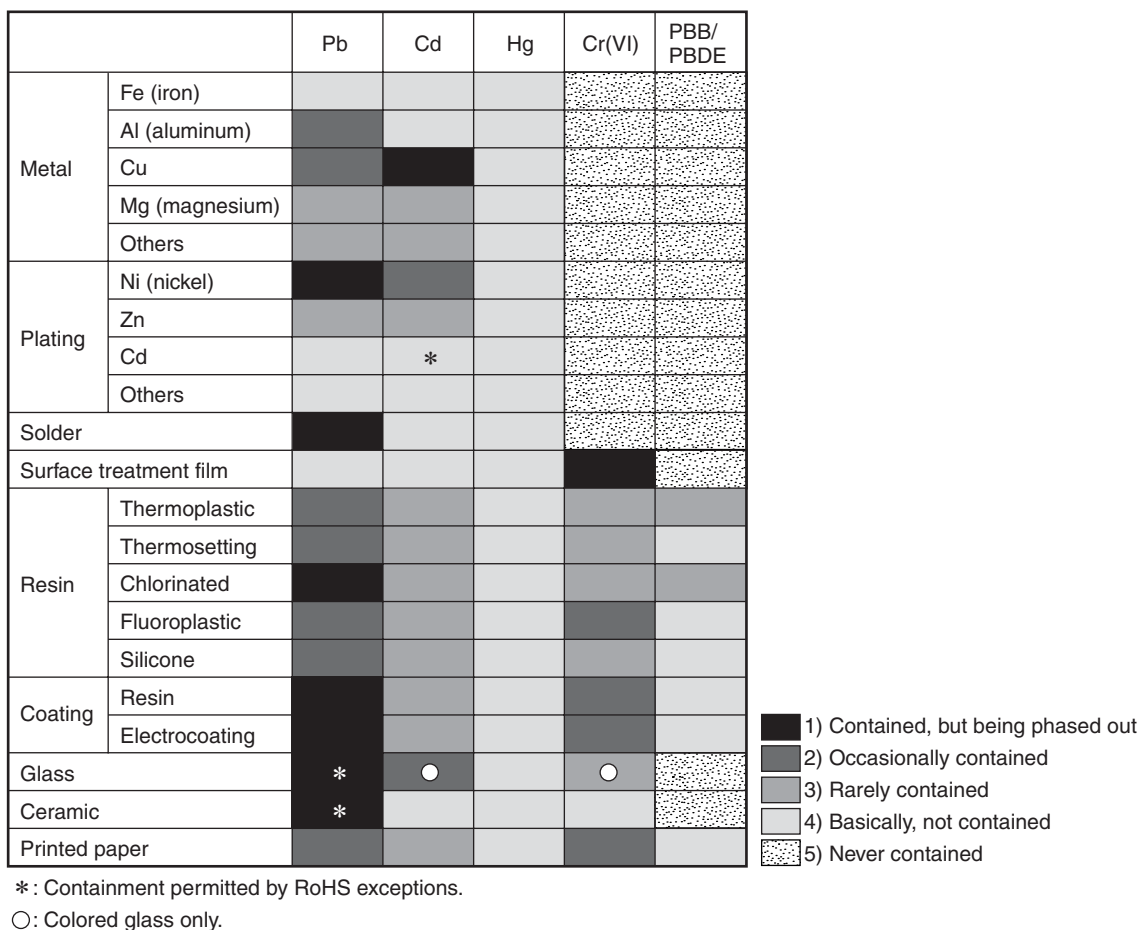 Pb Cd Hg Cr(VI) PBB/
PBDE
Metal
Fe (iron)
Al (aluminum)
Cu
Mg (magnesium)
Others
Plating
Ni (nickel)
Zn
Cd *
Others
Solder
Surface treatment film
Resin
Thermoplastic
Thermosetting
Chlorinated
Fluoroplastic
Silicone
Coating
Resin
Electrocoating
Glass * ○ ○
Ceramic *
Printed paper
1) Contained, but being phased out
2) Occasionally contained
3) Rarely contained
4) Basically, not contained
5) Never contained
*: Containment permitted by RoHS exceptions.
○: Colored glass only.